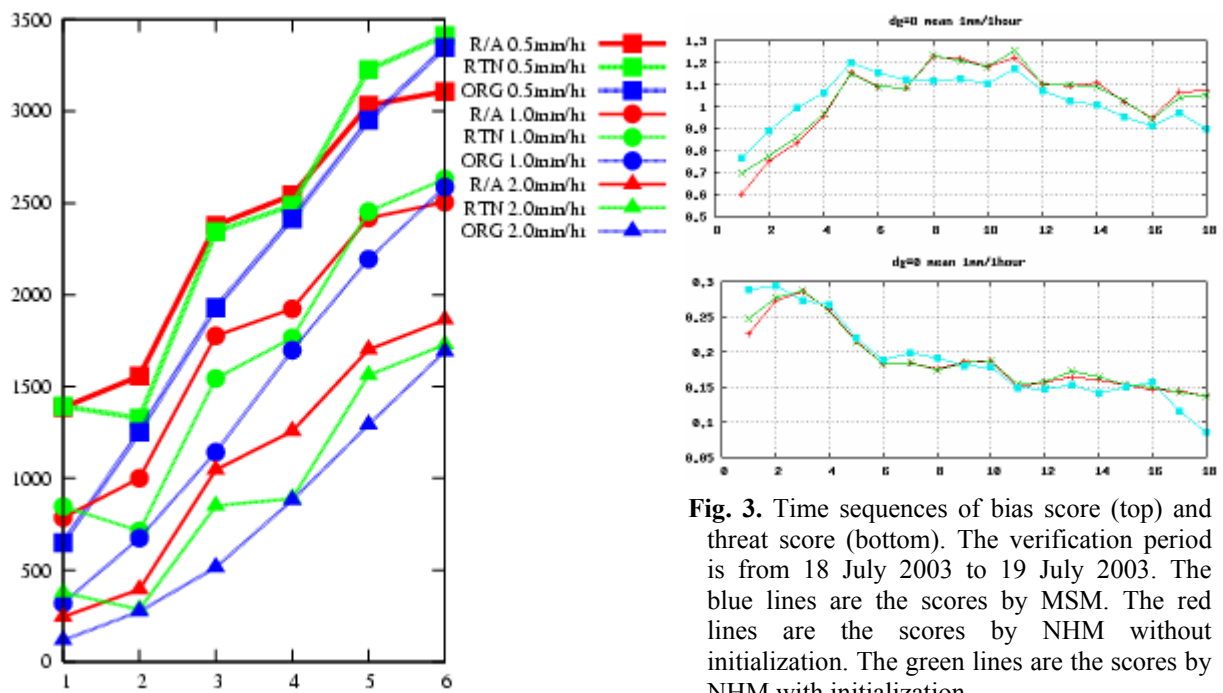 3500
3000
2500
2000
1500
1000
500
0
1 2 3 4 5 6
R/A 0.5mm/hr
RTN 0.5mm/hr
ORG 0.5mm/hr
R/A 1.0mm/hr
RTN 1.0mm/hr
ORG 1.0mm/hr
R/A 2.0mm/hr
RTN 2.0mm/hr
ORG 2.0mm/hr
dg=0 mean 1mm/1hour
1.3
1.2
1.1
1
0.9
0.8
0.7
0.6
0.5
0 2 4 6 8 10 12 14 16 18
dg=0 mean 1mm/1hour
0.3
0.25
0.2
0.15
0.1
0.05
0 2 4 6 8 10 12 14 16 18
Fig. 3. Time sequences of bias score (top) and
threat score (bottom). The verification period
is from 18 July 2003 to 19 July 2003. The
blue lines are the scores by MSM. The red
lines are the scores by NHM without
initialization. The green lines are the scores by
NHM with initialization